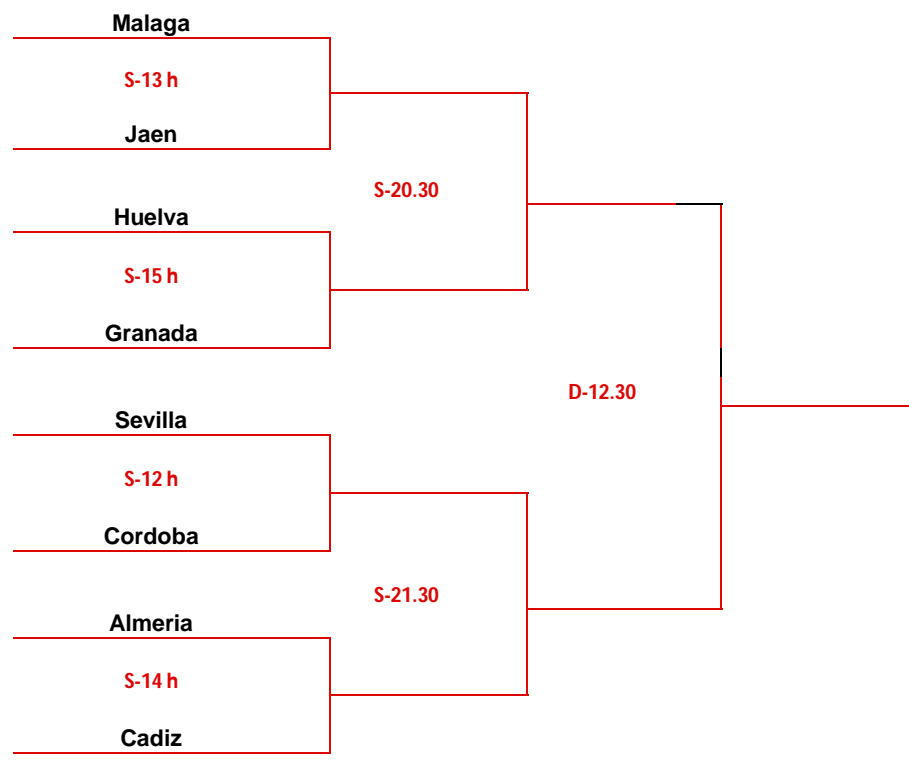 Malaga
S-13 h
Jaen
S-20.30
Huelva
S-15 h
Granada
D-12.30
Sevilla
S-12 h
Cordoba
S-21.30
Almeria
S-14 h
Cadiz